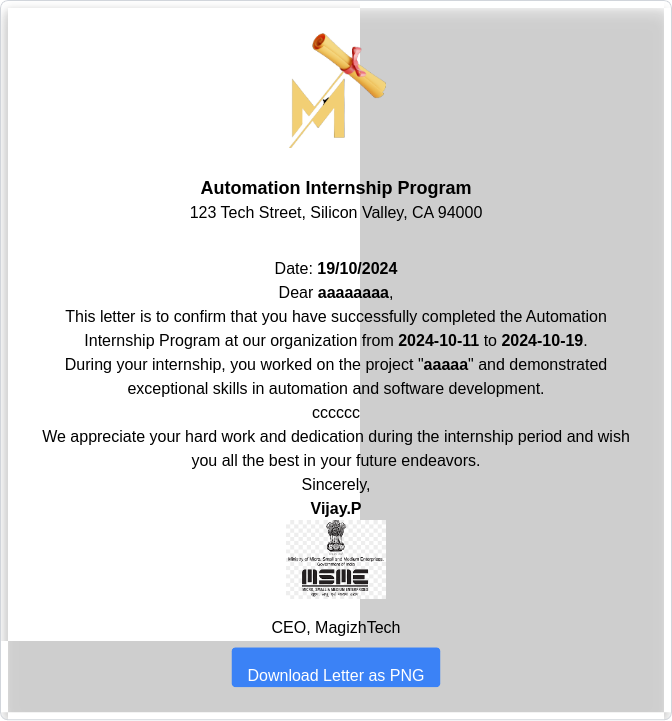 Automation Internship Program
123 Tech Street, Silicon Valley, CA 94000
Date: 19/10/2024
Dear aaaaaaaa,
This letter is to confirm that you have successfully completed the Automation
Internship Program at our organization from 2024-10-11 to 2024-10-19.
During your internship, you worked on the project "aaaaa" and demonstrated
exceptional skills in automation and software development.
cccccc
We appreciate your hard work and dedication during the internship period and wish
you all the best in your future endeavors.
Sincerely,
Vijay.P
Ministry of Micro, Small and Medium Enterprises,
Government of India
MSME
MICRO, SMALL & MEDIUM ENTERPRISES
CEO, MagizhTech
Download Letter as PNG